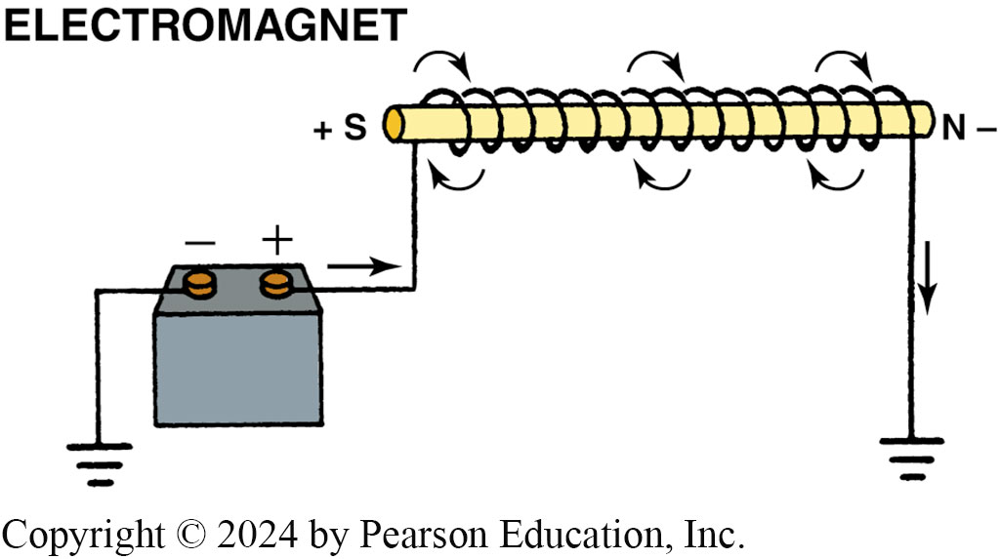 ELECTROMAGNET
+ S
N –
– +
Copyright © 2024 by Pearson Education, Inc.